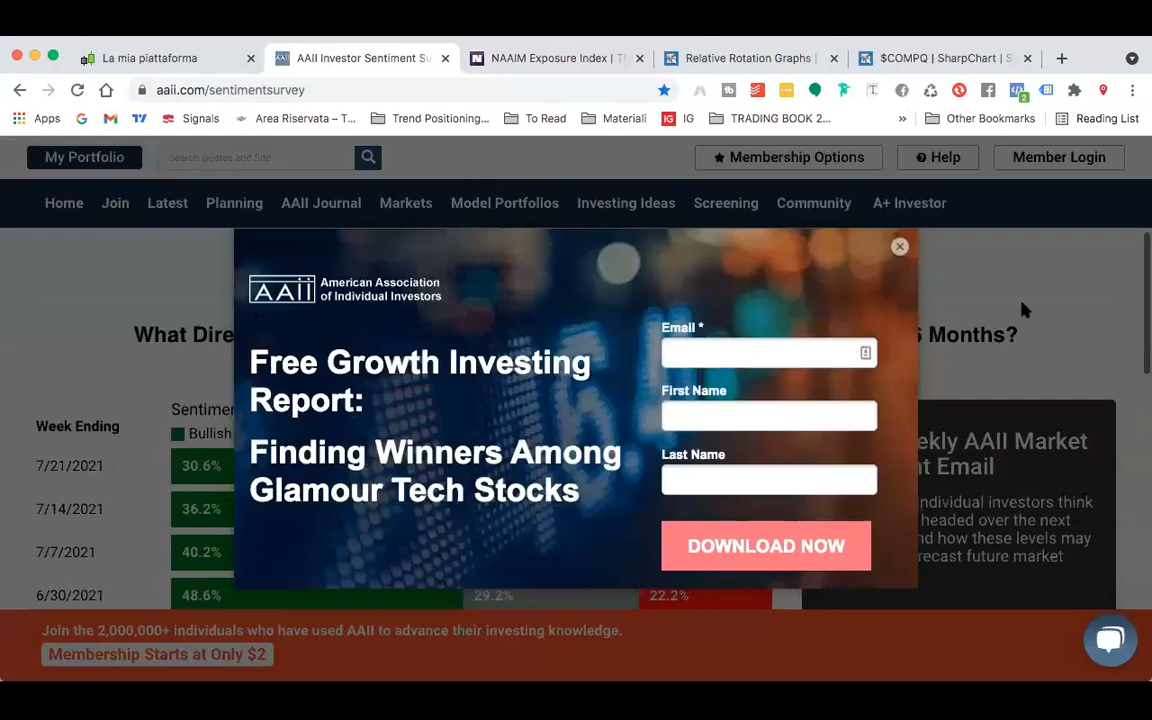 La mia piattaforma
AAII Investor Sentiment Su
NAAIM Exposure Index | T
Relative Rotation Graphs |
$COMPQ | SharpChart | S
aaii.com/sentimentsurvey
2
Apps
Signals
Area Riservata – T...
Trend Positioning...
To Read
Materiali
IG
IG
TRADING BOOK 2...
»
Other Bookmarks
Reading List
My Portfolio
Search Quotes and Site
Membership Options
Help
Member Login
Home
Join
Latest
Planning
AAII Journal
Markets
Model Portfolios
Investing Ideas
Screening
Community
A+ Investor
AAII
American Association
of Individual Investors
What Dire
6 Months?
Email *
Free Growth Investing
Report:
First Name
Finding Winners Among
Glamour Tech Stocks
Last Name
DOWNLOAD NOW
Sentimen
Week Ending
Bullish
7/21/2021
30.6%
7/14/2021
36.2%
7/7/2021
40.2%
6/30/2021
48.6%
29.2%
22.2%
ekly AAII Market
nt Email
individual investors think
headed over the next
nd how these levels may
recast future market
Join the 2,000,000+ individuals who have used AAII to advance their investing knowledge.
Membership Starts at Only $2